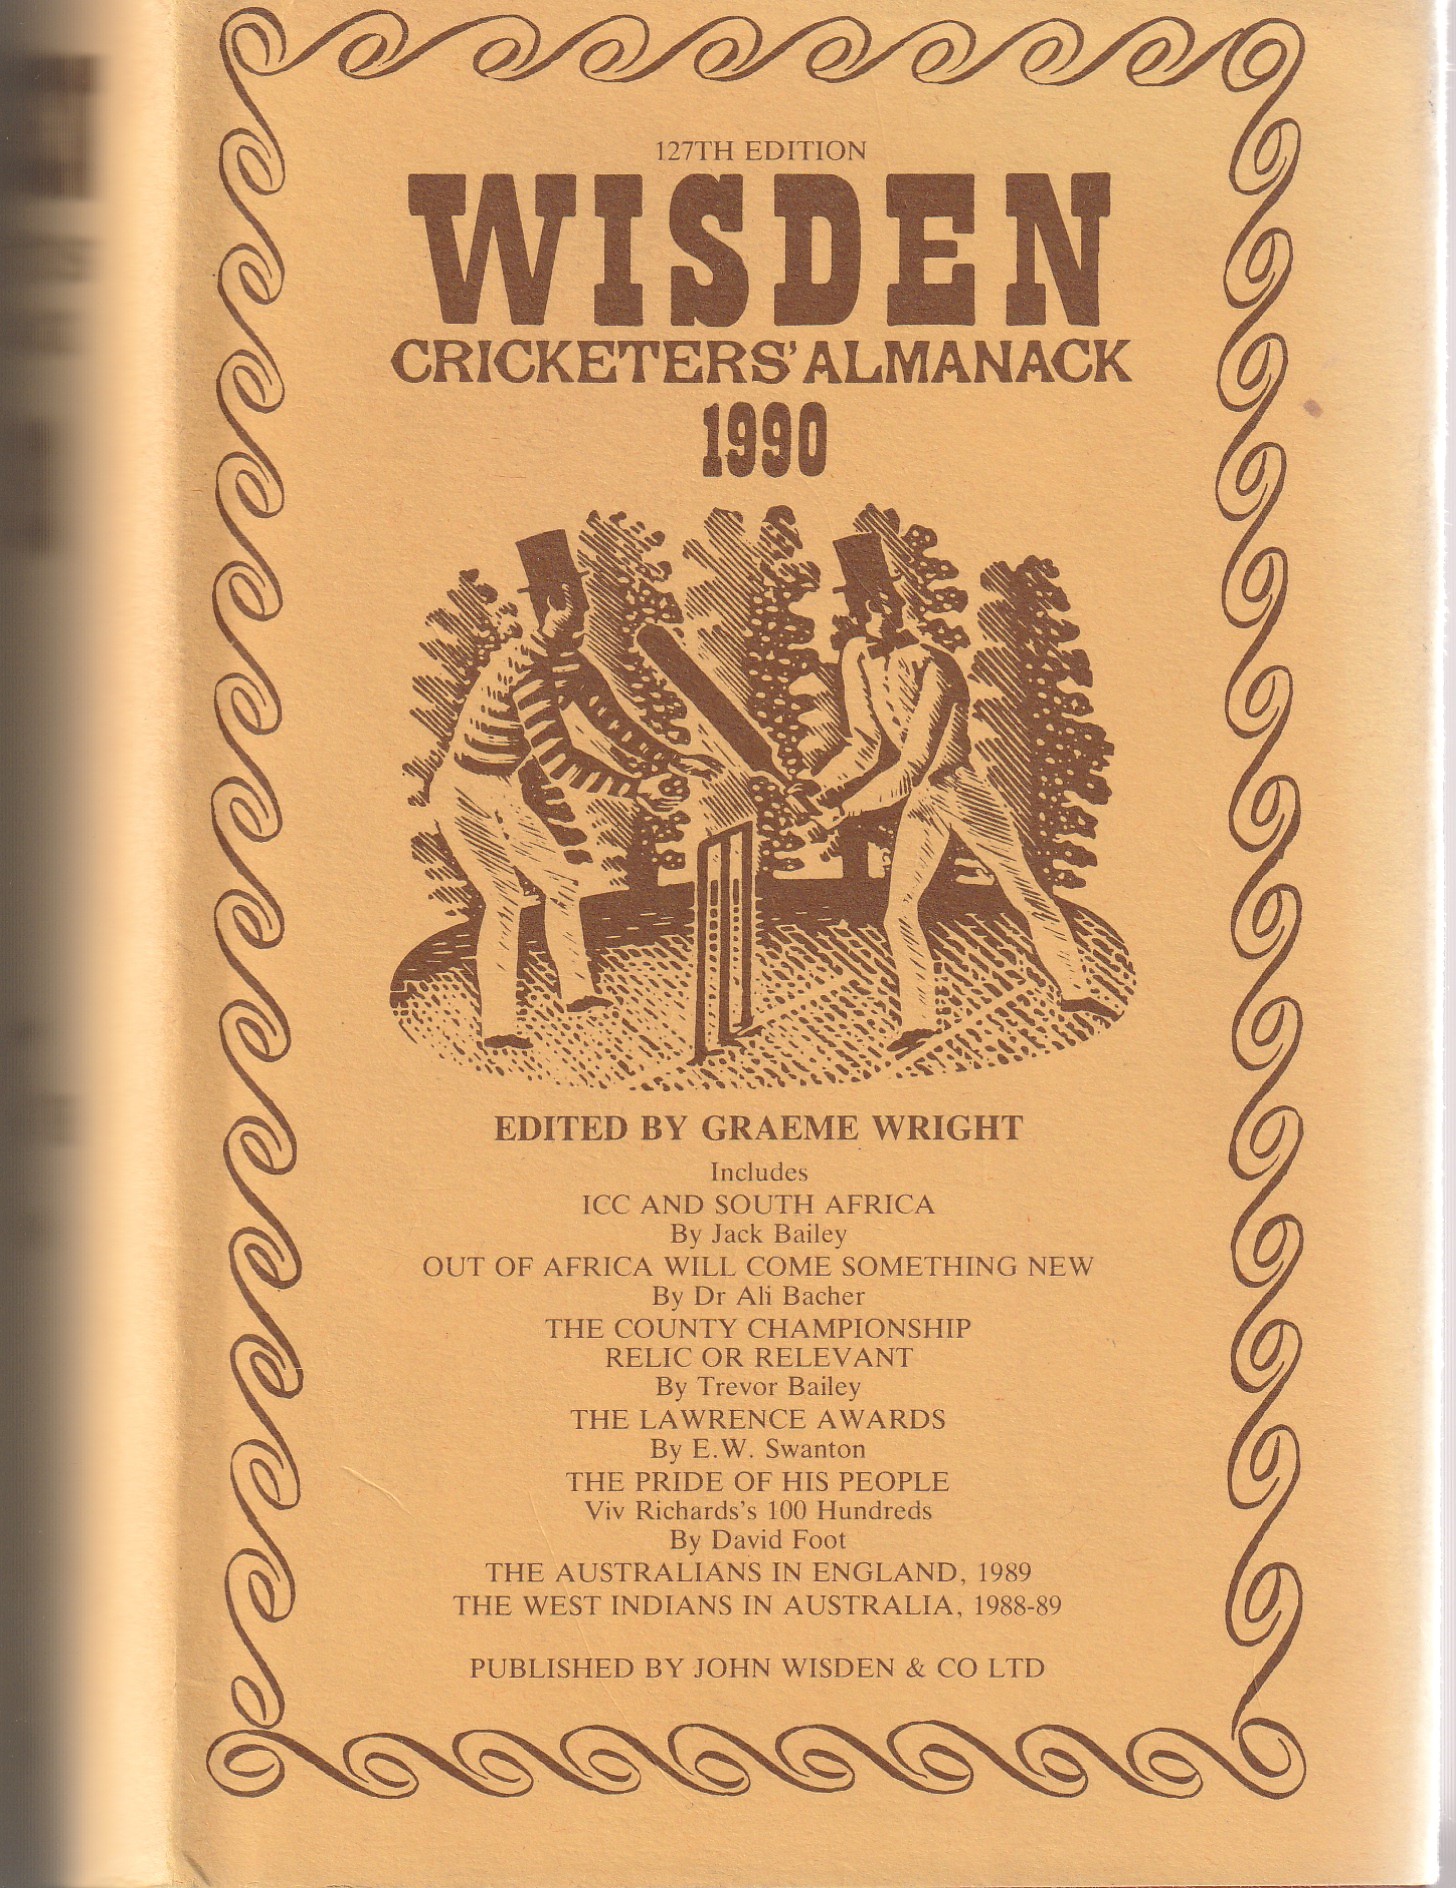 127TH EDITION
WISDEN
CRICKETERS' ALMANACK
1990
EDITED BY GRAEME WRIGHT
Includes
ICC AND SOUTH AFRICA
By Jack Bailey
OUT OF AFRICA WILL COME SOMETHING NEW
By Dr Ali Bacher
THE COUNTY CHAMPIONSHIP
RELIC OR RELEVANT
By Trevor Bailey
THE LAWRENCE AWARDS
By E.W. Swanton
THE PRIDE OF HIS PEOPLE
Viv Richards's 100 Hundreds
By David Foot
THE AUSTRALIANS IN ENGLAND, 1989
THE WEST INDIANS IN AUSTRALIA, 1988-89
PUBLISHED BY JOHN WISDEN & CO LTD